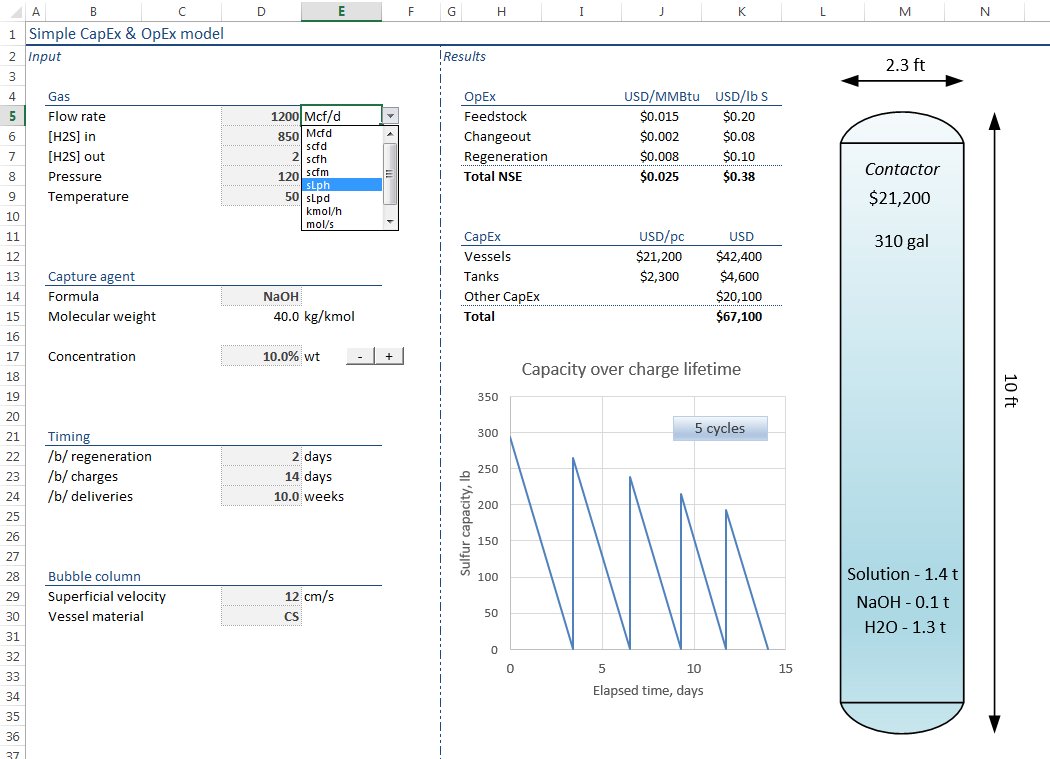 A B C D E F G H I J K L M N
1 Simple CapEx & OpEx model
2 Input Results
3
4 Gas OpEx USD/MMBtu USD/lb S
5 Flow rate 1200 Mcf/d Feedstock $0.015 $0.20
6 [H2S] in 850 Changeout $0.002 $0.08
7 [H2S] out 2 Regeneration $0.008 $0.10
8 Pressure 120 Total NSE $0.025 $0.38
9 Temperature 50
Mcfd
scfd
scfh
scfm
sLph
sLpd
kmol/h
mol/s
10
11 CapEx USD/pc USD
12 Vessels $21,200 $42,400
13 Capture agent Tanks $2,300 $4,600
14 Formula NaOH Other CapEx $20,100
15 Molecular weight 40.0 kg/kmol Total $67,100
16
17 Concentration 10.0% wt - +
18
19
20
21 Timing
22 /b/ regeneration 2 days
23 /b/ charges 14 days
24 /b/ deliveries 10.0 weeks
25
26
27
28 Bubble column
29 Superficial velocity 12 cm/s
30 Vessel material CS
31
32
33
34
35
36
37
Capacity over charge lifetime
5 cycles
Sulfur capacity, lb
350
300
250
200
150
100
50
0
0 5 10 15
Elapsed time, days
2.3 ft
Contactor
$21,200
310 gal
10 ft
Solution - 1.4 t
NaOH - 0.1 t
H2O - 1.3 t